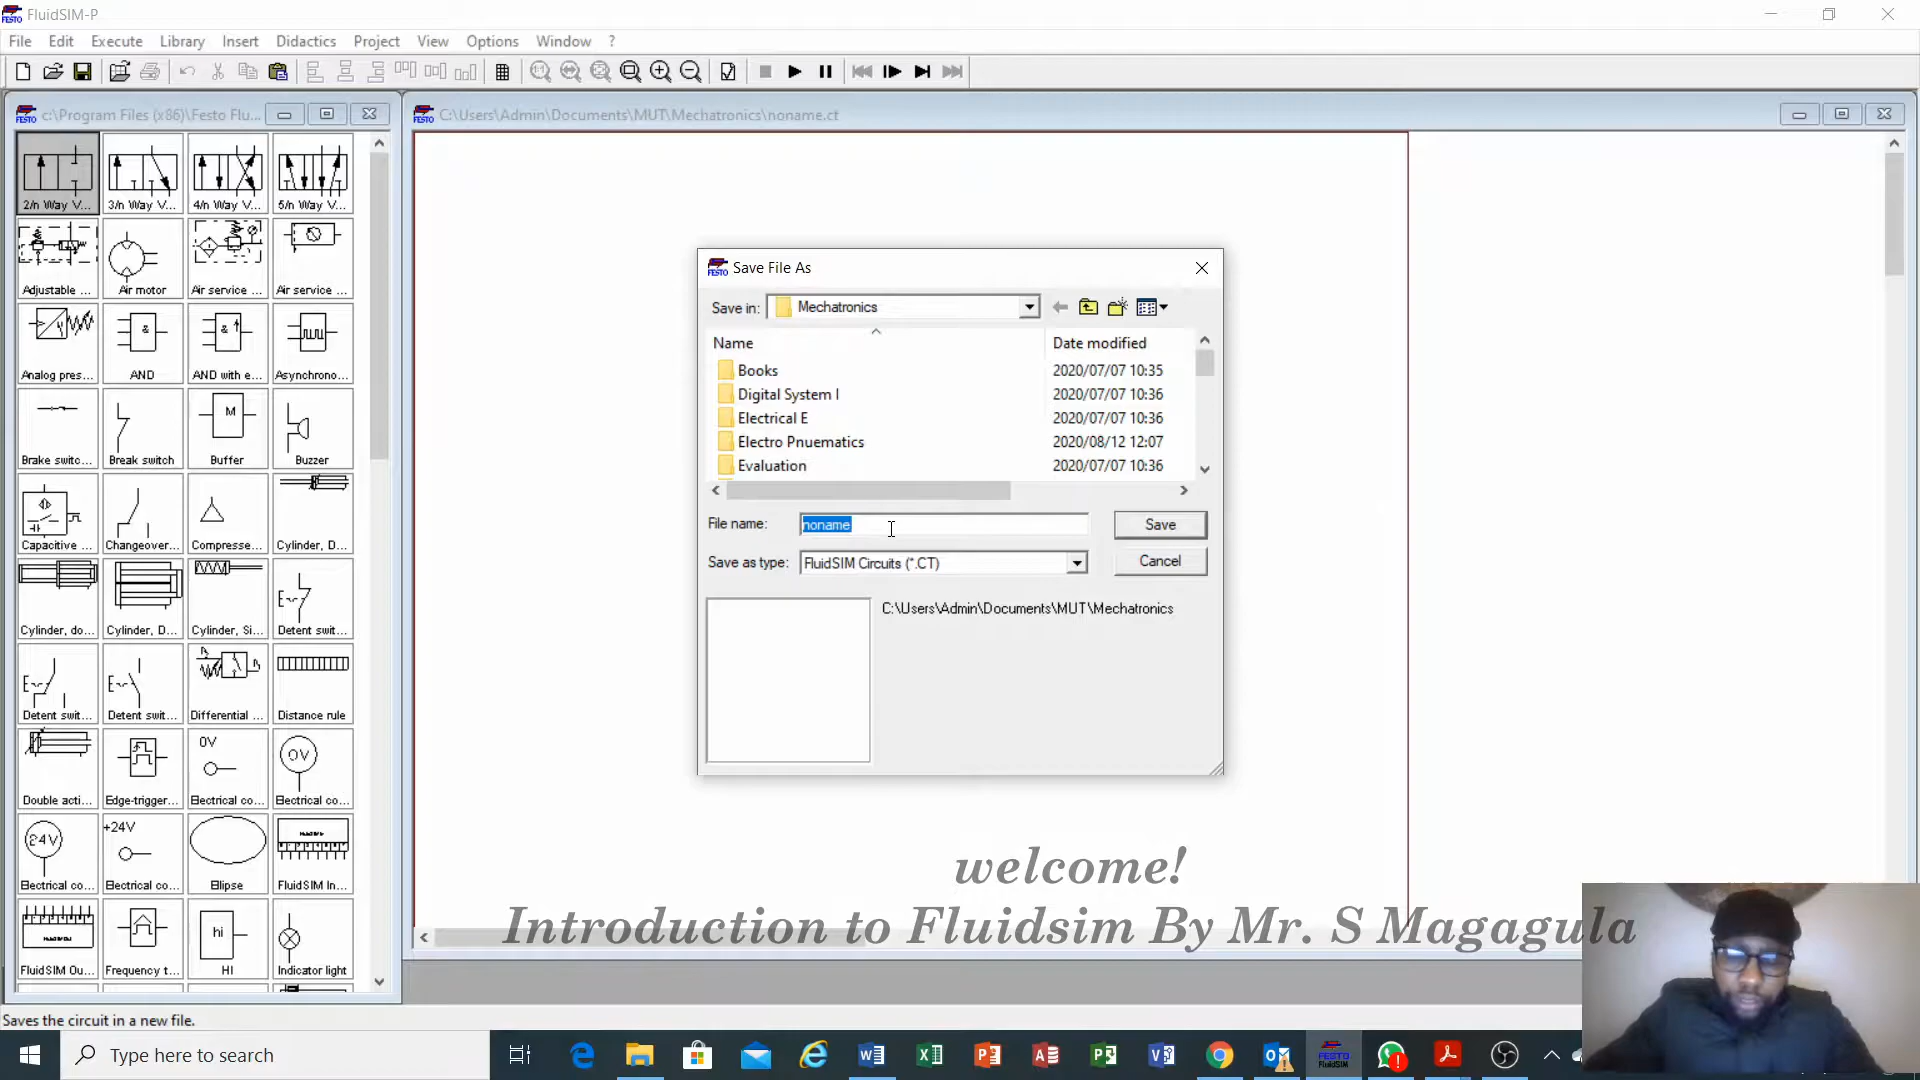 FluidSIM-P
File Edit Execute Library Insert Didactics Project View Options Window ?
c:\Program Files (x86)\Festo Flu...
C:\Users\Admin\Documents\MUT\Mechatronics\noname.ct
2/n Way V... 3/n Way V... 4/n Way V... 5/n Way V...
Adjustable ... Air motor Air service ... Air service ...
Analog pres... AND AND with e... Asynchrono...
Brake switc... Break switch Buffer Buzzer
Capacitive ... Changeover... Compresse... Cylinder, D...
Cylinder, do... Cylinder, D... Cylinder, Si... Detent swit...
Detent swit... Detent swit... Differential ... Distance rule
Double acti... Edge-trigger... Electrical co... Electrical co...
Electrical co... Electrical co... Ellipse FluidSIM In...
FluidSIM Ou... Frequency t... HI Indicator light
& & M 0V 0V 24V +24V hi
Save File As
Save in: Mechatronics
Name Date modified
Books 2020/07/07 10:35
Digital System I 2020/07/07 10:36
Electrical E 2020/07/07 10:36
Electro Pnuematics 2020/08/12 12:07
Evaluation 2020/07/07 10:36
File name: noname Save
Save as type: FluidSIM Circuits (*.CT) Cancel
C:\Users\Admin\Documents\MUT\Mechatronics
welcome!
Introduction to Fluidsim By Mr. S Magagula
Saves the circuit in a new file.
Type here to search